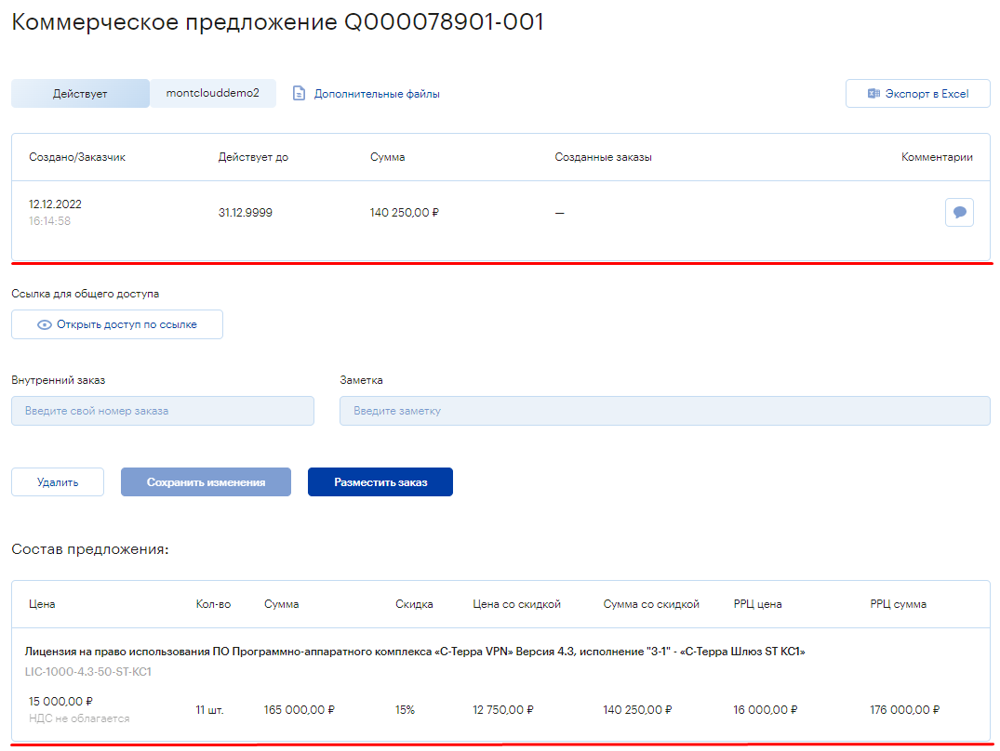 Коммерческое предложение Q000078901-001
Действует montclouddemo2 Дополнительные файлы Экспорт в Excel
Создано/Заказчик Действует до Сумма Созданные заказы Комментарии
12.12.2022
16:14:58 31.12.9999 140 250,00 ₽ —
Ссылка для общего доступа
Открыть доступ по ссылке
Внутренний заказ Заметка
Введите свой номер заказа Введите заметку
Удалить Сохранить изменения Разместить заказ
Состав предложения:
Цена Кол-во Сумма Скидка Цена со скидкой Сумма со скидкой РРЦ цена РРЦ сумма
Лицензия на право использования ПО Программно-аппаратного комплекса «С-Терра VPN» Версия 4.3, исполнение "3-1" - «С-Терра Шлюз ST КС1»
LIC-1000-4.3-50-ST-KC1
15 000,00 ₽
НДС не облагается 11 шт. 165 000,00 ₽ 15% 12 750,00 ₽ 140 250,00 ₽ 16 000,00 ₽ 176 000,00 ₽